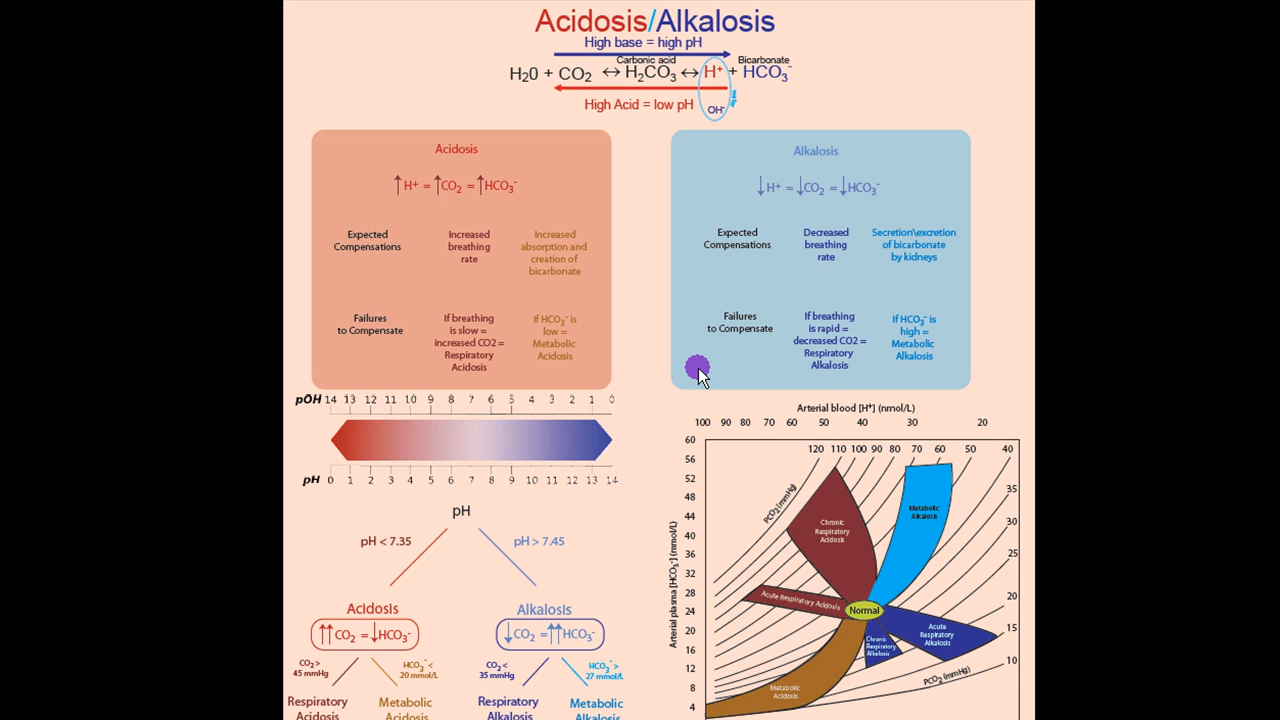 Acidosis/Alkalosis
High base = high pH
Carbonic acid
Bicarbonate
H20 + CO2 ↔ H2CO3 ↔ H+ + HCO3-
High Acid = low pH
OH-
Acidosis
↑H+ = ↑CO2 = ↑HCO3-
Expected
Compensations
Increased
breathing
rate
Increased
absorption and
creation of
bicarbonate
Failures
to Compensate
If breathing
is slow =
increased CO2=
Respiratory
Acidosis
If HCO3- is
low =
Metabolic
Acidosis
Alkalosis
↓H+ = ↓CO2 = ↓HCO3-
Expected
Compensations
Decreased
breathing
rate
Secretion\excretion
of bicarbonate
by kidneys
Failures
to Compensate
If breathing
is rapid =
decreased CO2 =
Respiratory
Alkalosis
If HCO3- is
high =
Metabolic
Alkalosis
pOH 14 13 12 11 10 9 8 7 6 5 4 3 2 1 0
pH 0 1 2 3 4 5 6 7 8 9 10 11 12 13 14
pH
pH < 7.35
pH > 7.45
Acidosis
↑↑CO2 = ↓HCO3-
Alkalosis
↓CO2 = ↑↑HCO3-
CO2 >
45 mmHg
HCO3- <
20 mmol/L
CO2 <
35 mmHg
HCO3- >
27 mmol/L
Respiratory
Acidosis
Metabolic
Acidosis
Respiratory
Alkalosis
Metabolic
Alkalosis
Arterial blood [H+] (nmol/L)
100 90 80 70 60 50 40 30 20
Arterial plasma [HCO3-] (mmol/L)
60
56
52
48
44
40
36
32
28
24
20
16
12
8
4
120 110 100 90 80 70 60 50 40
35
30
25
20
15
10
PCO2 (mmHg)
Chronic
Respiratory
Acidosis
Metabolic
Alkalosis
Acute Respiratory Acidosis
Normal
Acute
Respiratory
Alkalosis
Chronic
Respiratory
Alkalosis
Metabolic
Acidosis
PCO2 (mmHg)